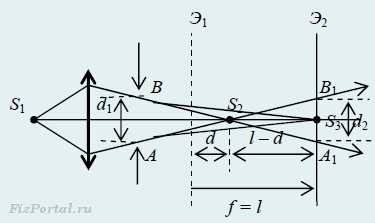 Э₁ Э₂
S₁ d₁ B S₂ B₁ S₃ d₂
A d l – d A₁
f = l
FizPortal.ru